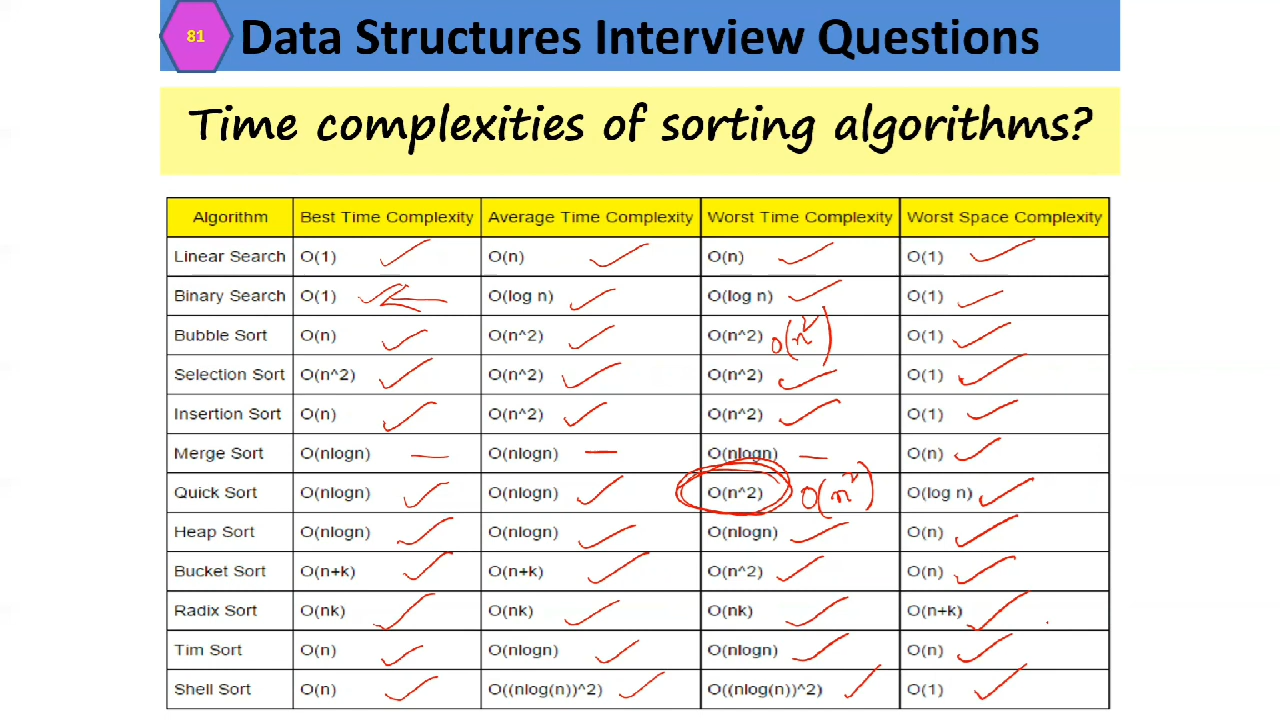 81 Data Structures Interview Questions
Time complexities of sorting algorithms?
Algorithm Best Time Complexity Average Time Complexity Worst Time Complexity Worst Space Complexity
Linear Search O(1) O(n) O(n) O(1)
Binary Search O(1) O(log n) O(log n) O(1)
Bubble Sort O(n) O(n^2) O(n^2) O(n²) O(1)
Selection Sort O(n^2) O(n^2) O(n^2) O(1)
Insertion Sort O(n) O(n^2) O(n^2) O(1)
Merge Sort O(nlogn) O(nlogn) O(nlogn) O(n)
Quick Sort O(nlogn) O(nlogn) O(n^2) O(n²) O(log n)
Heap Sort O(nlogn) O(nlogn) O(nlogn) O(n)
Bucket Sort O(n+k) O(n+k) O(n^2) O(n)
Radix Sort O(nk) O(nk) O(nk) O(n+k)
Tim Sort O(n) O(nlogn) O(nlogn) O(n)
Shell Sort O(n) O((nlog(n))^2) O((nlog(n))^2) O(1)